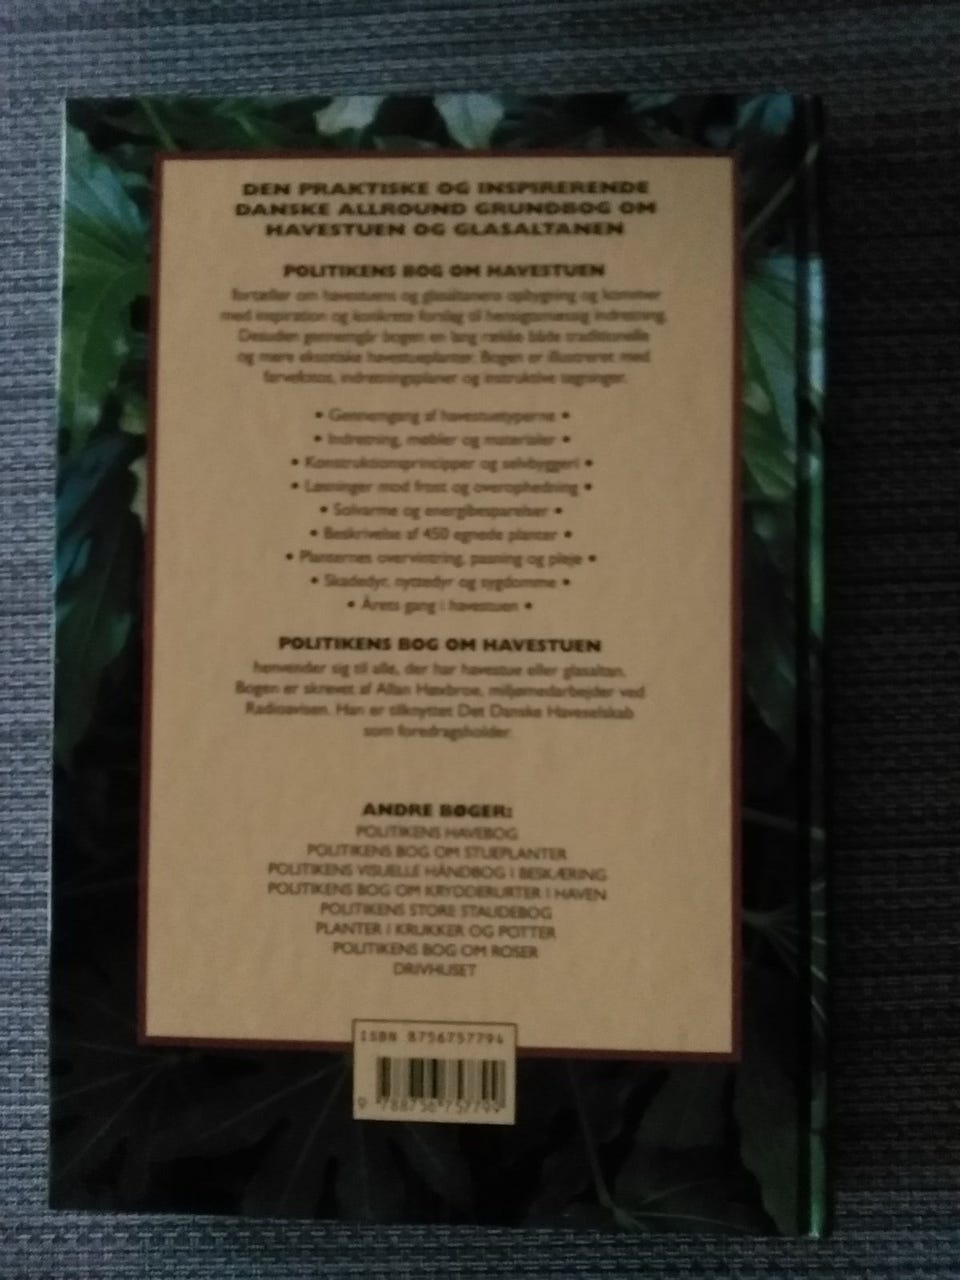 DEN PRAKTISKE OG INSPIRERENDE
DANSKE ALLROUND GRUNDBOG OM
HAVESTUEN OG GLASALTANEN
POLITIKENS BOG OM HAVESTUEN
fortæller om havestuens og glasaltanens opbygning og kommer
med inspiration og konkrete forslag til hensigtsmæssig indretning.
Desuden gennemgår bogen en lang række både traditionelle
og mere eksotiske havestueplanter. Bogen er illustreret med
farvefotos, indretningsplaner og instruktive tegninger.
• Gennemgang af havestuetyperne •
• Indretning, møbler og materialer •
• Konstruktionsprincipper og selvbyggeri •
• Løsninger mod frost og overophedning •
• Solvarme og energibesparelser •
• Beskrivelse af 450 egnede planter •
• Planternes overvintring, pasning og pleje •
• Skadedyr, nyttedyr og sygdomme •
• Årets gang i havestuen •
POLITIKENS BOG OM HAVESTUEN
henvender sig til alle, der har havestue eller glasaltan.
Bogen er skrevet af Allan Høxbroe, miljømedarbejder ved
Radioavisen. Han er tilknyttet Det Danske Haveselskab
som foredragsholder.
ANDRE BØGER:
POLITIKENS HAVEBOG
POLITIKENS BOG OM STUEPLANTER
POLITIKENS VISUELLE HÅNDBOG I BESKÆRING
POLITIKENS BOG OM KRYDDERURTER I HAVEN
POLITIKENS STORE STAUDEBOG
PLANTER I KRUKKER OG POTTER
POLITIKENS BOG OM ROSER
DRIVHUSET
ISBN 8756757794
9 788756 757799